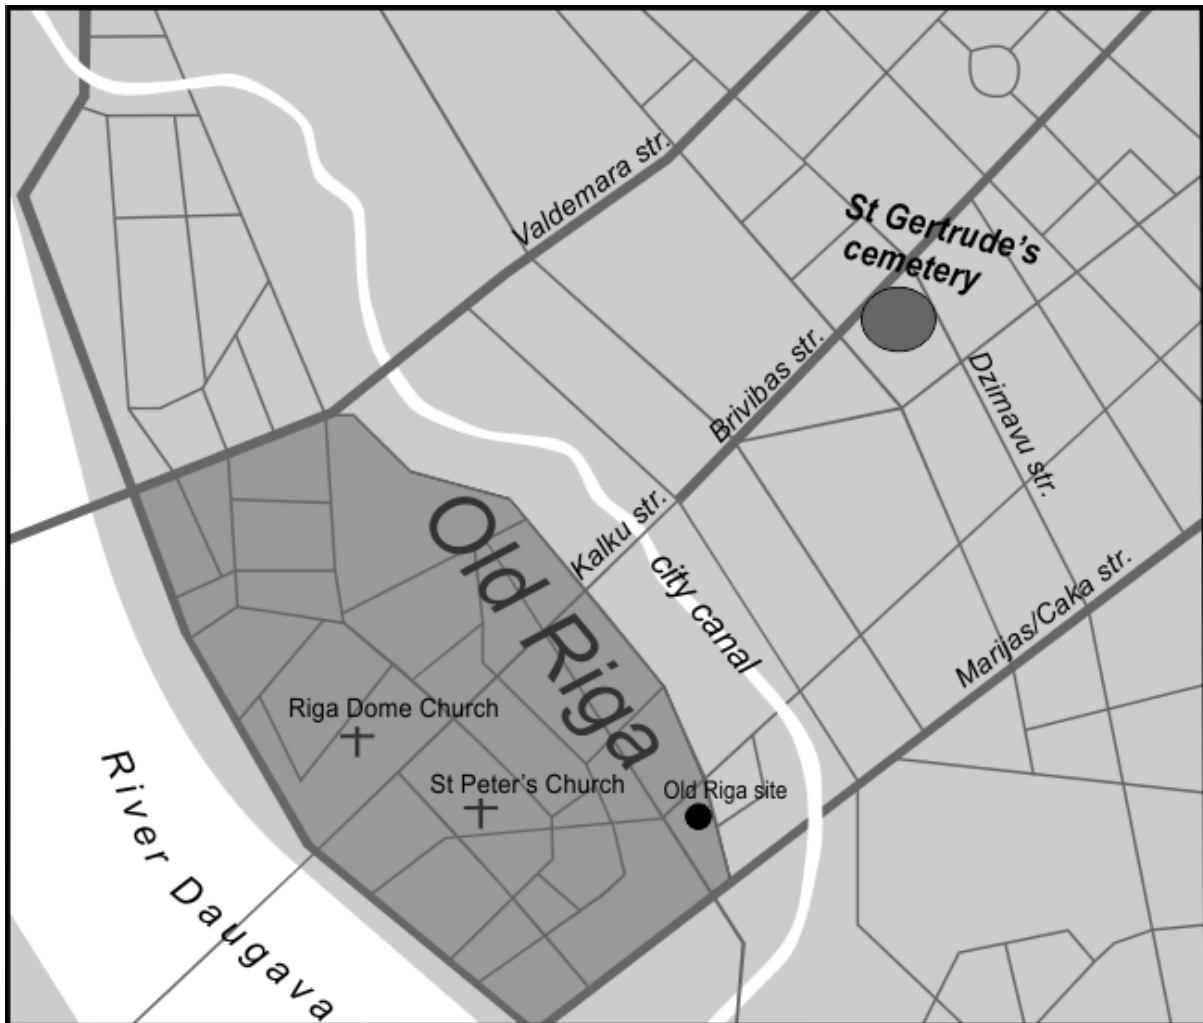 Valdemara str.
St Gertrude's
cemetery
Brivibas str.
Dzirnavu str.
Kalku str.
city canal
Marijas/Caka str.
Old Riga
Riga Dome Church
St Peter's Church
Old Riga site
River Daugava